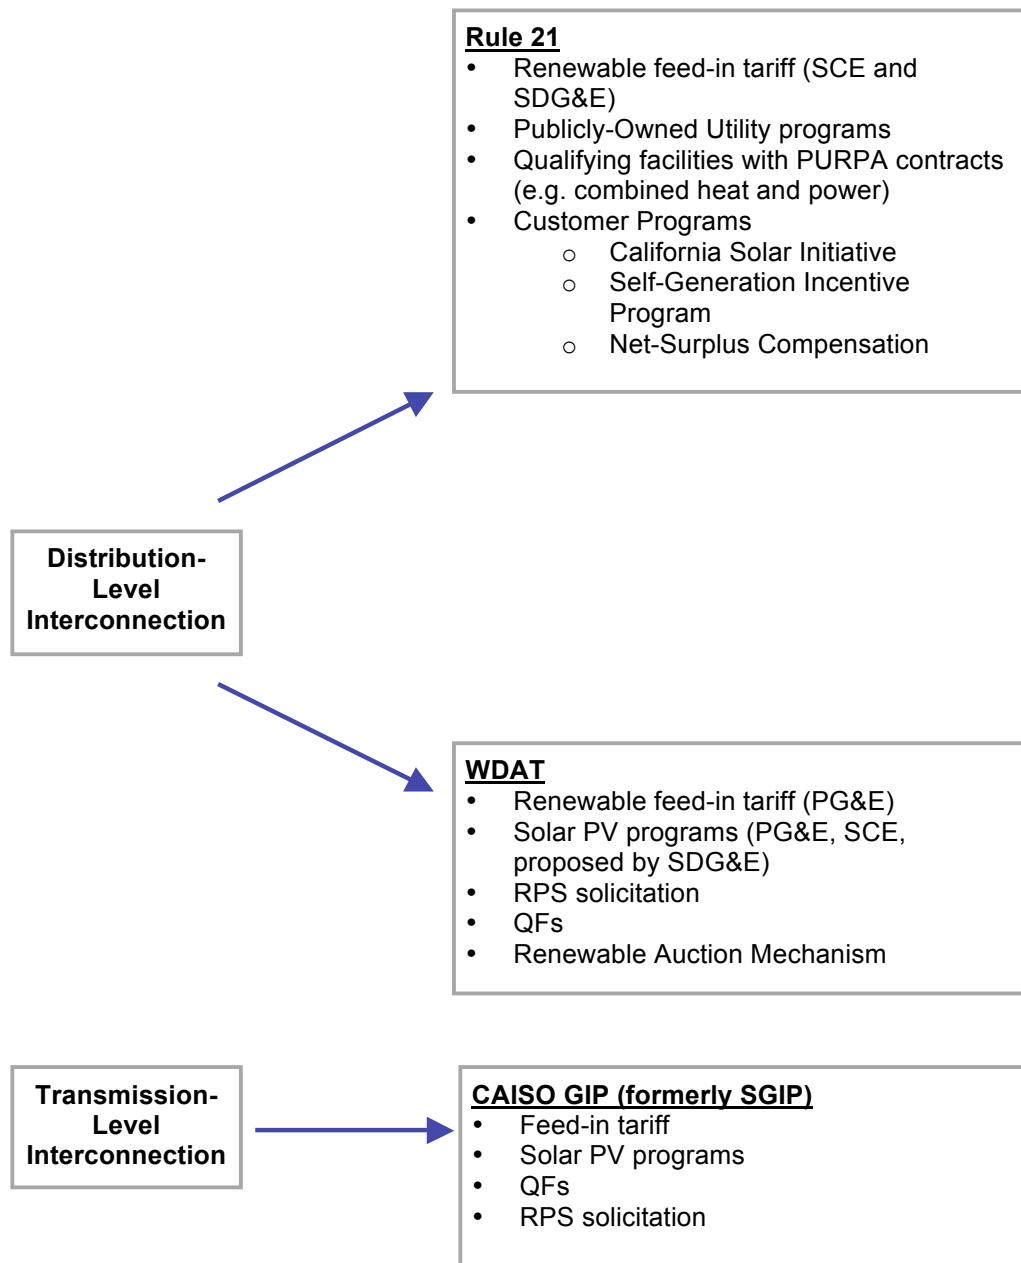 Rule 21
• Renewable feed-in tariff (SCE and
SDG&E)
• Publicly-Owned Utility programs
• Qualifying facilities with PURPA contracts
(e.g. combined heat and power)
• Customer Programs
o California Solar Initiative
o Self-Generation Incentive
Program
o Net-Surplus Compensation
Distribution-
Level
Interconnection
WDAT
• Renewable feed-in tariff (PG&E)
• Solar PV programs (PG&E, SCE,
proposed by SDG&E)
• RPS solicitation
• QFs
• Renewable Auction Mechanism
Transmission-
Level
Interconnection
CAISO GIP (formerly SGIP)
• Feed-in tariff
• Solar PV programs
• QFs
• RPS solicitation